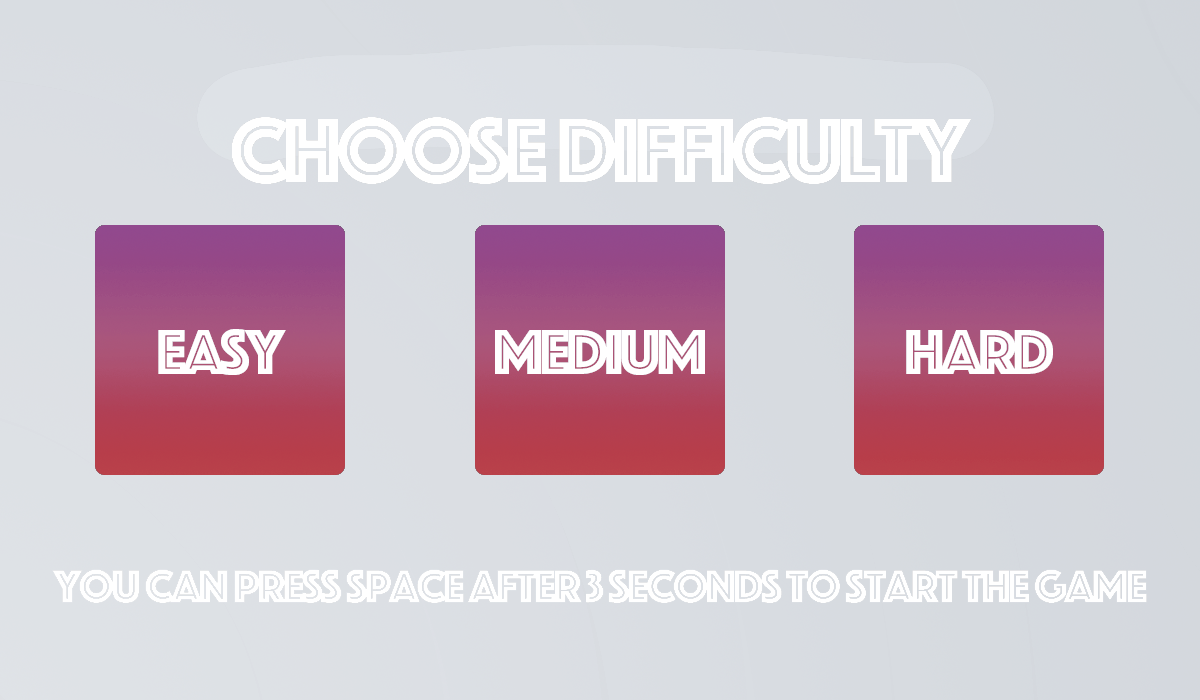 CHOOSE DIFFICULTY
EASY
MEDIUM
HARD
YOU CAN PRESS SPACE AFTER 3 SECONDS TO START THE GAME